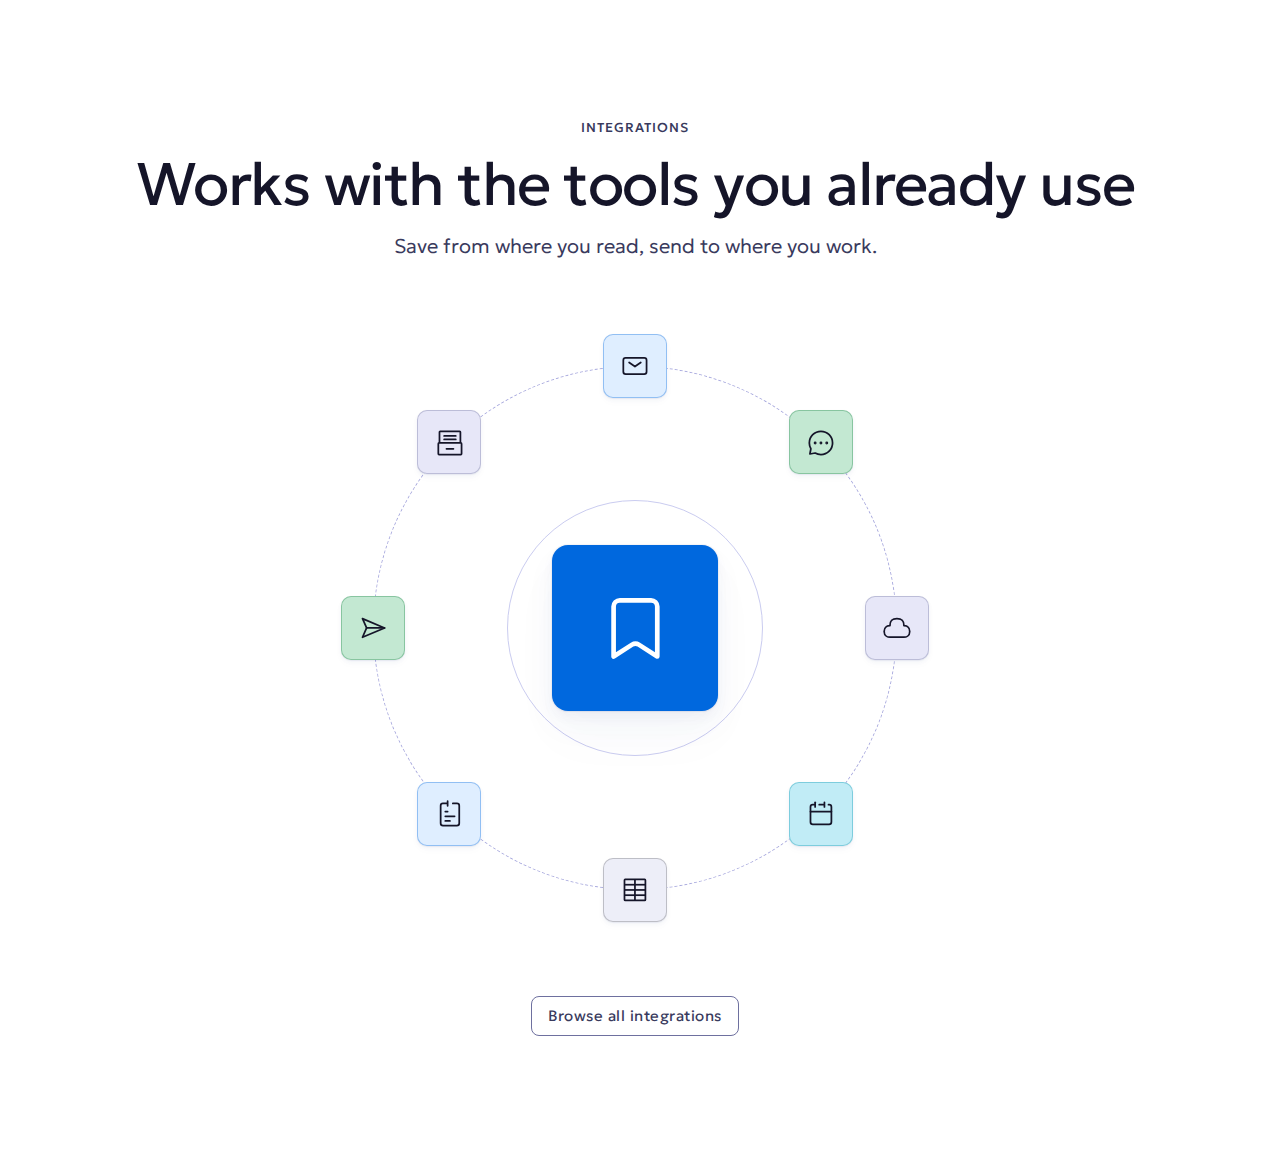 INTEGRATIONS
Works with the tools you already use
Save from where you read, send to where you work.
Browse all integrations